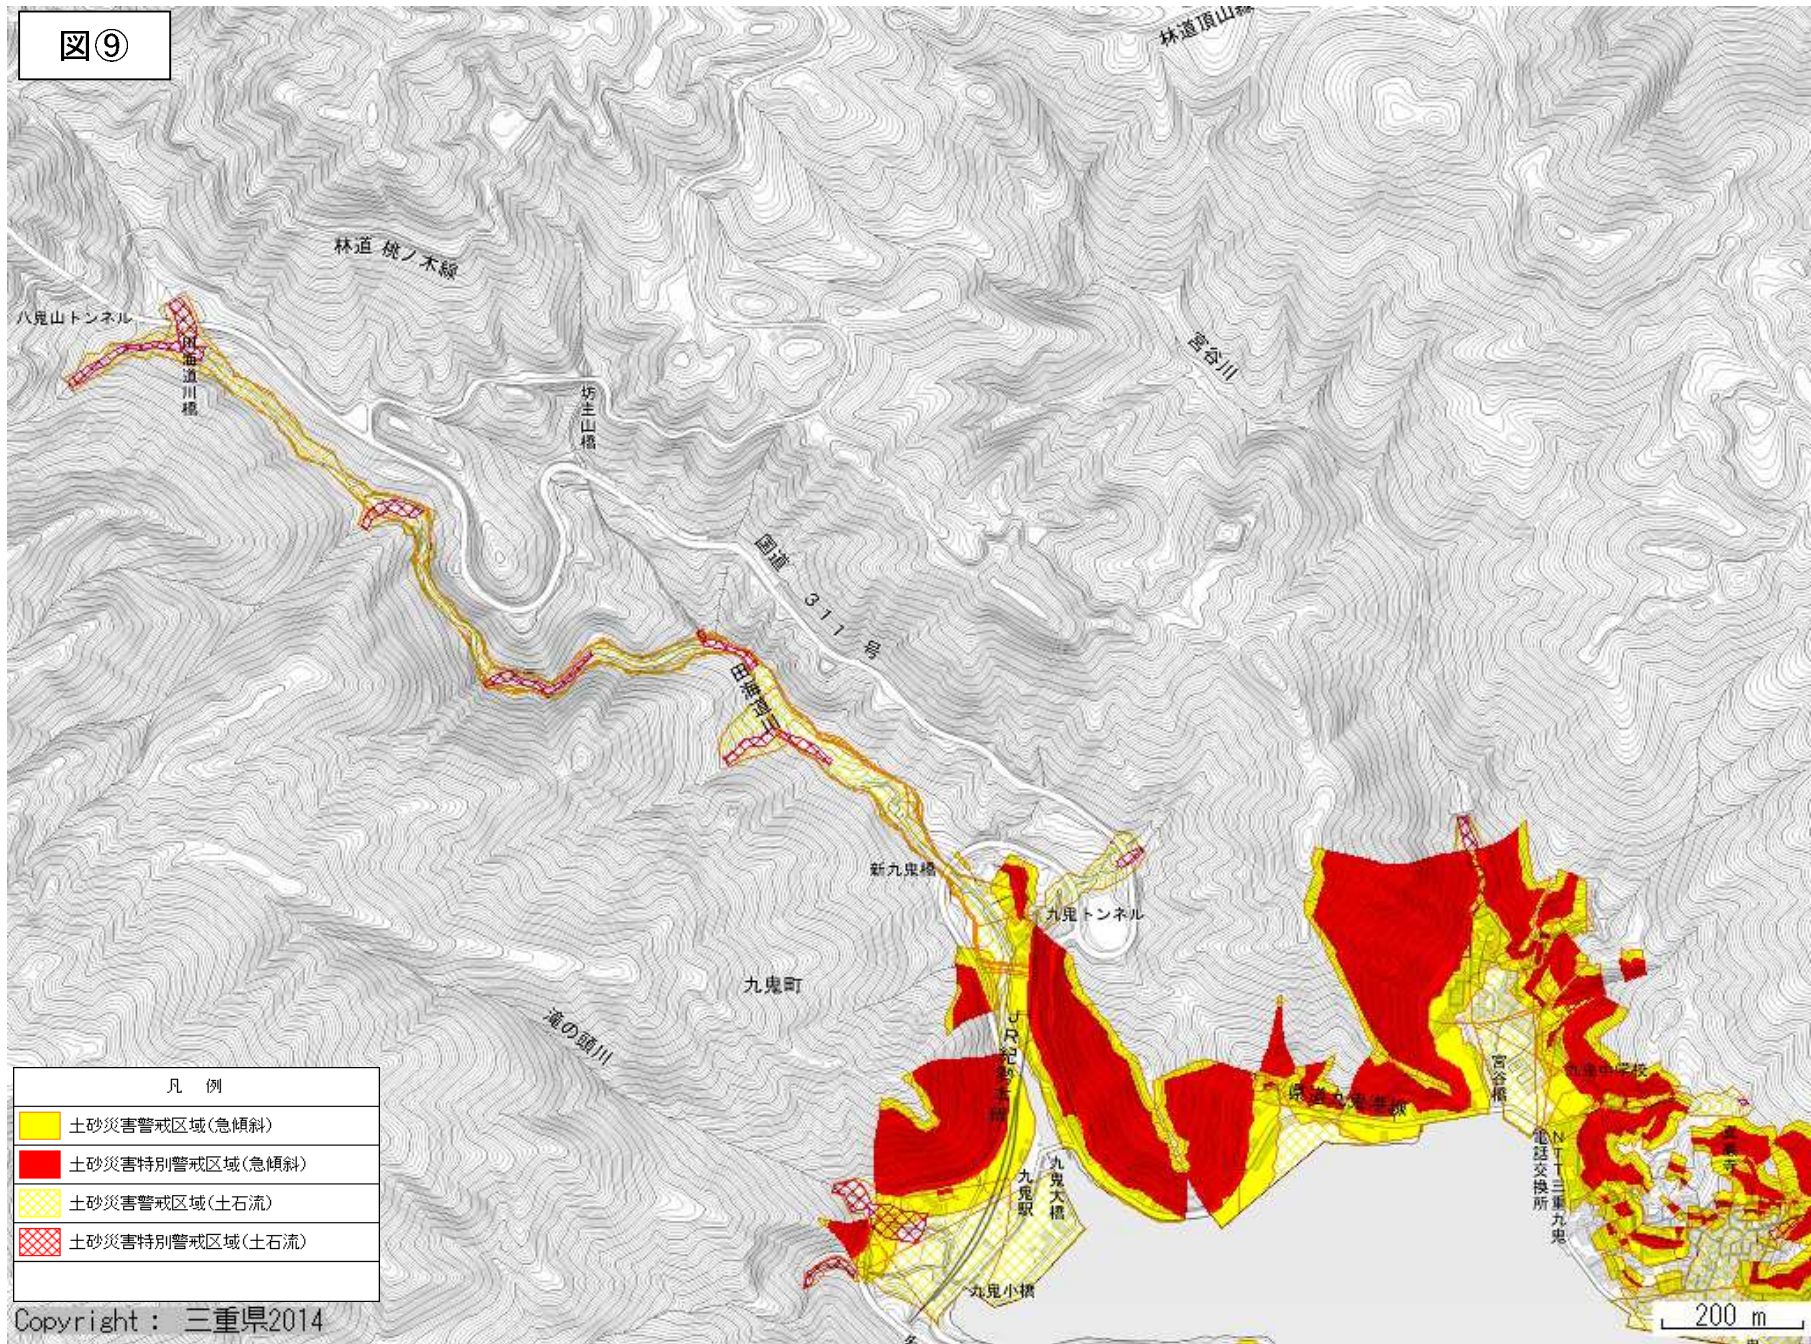 図⑨
林道頂山線
林道 桃ノ木線
八鬼山トンネル
宮谷川
坊主山橋
国道 311 号
新九鬼橋
九鬼トンネル
九鬼町
滝の頭川
JR紀勢本線
宮谷橋
九鬼中学校
県道九鬼港線
NTT三重九鬼
電話交換所
九鬼大橋
九鬼駅
九鬼小橋
凡 例
土砂災害警戒区域(急傾斜)
土砂災害特別警戒区域(急傾斜)
土砂災害警戒区域(土石流)
土砂災害特別警戒区域(土石流)
Copyright : 三重県2014
200 m